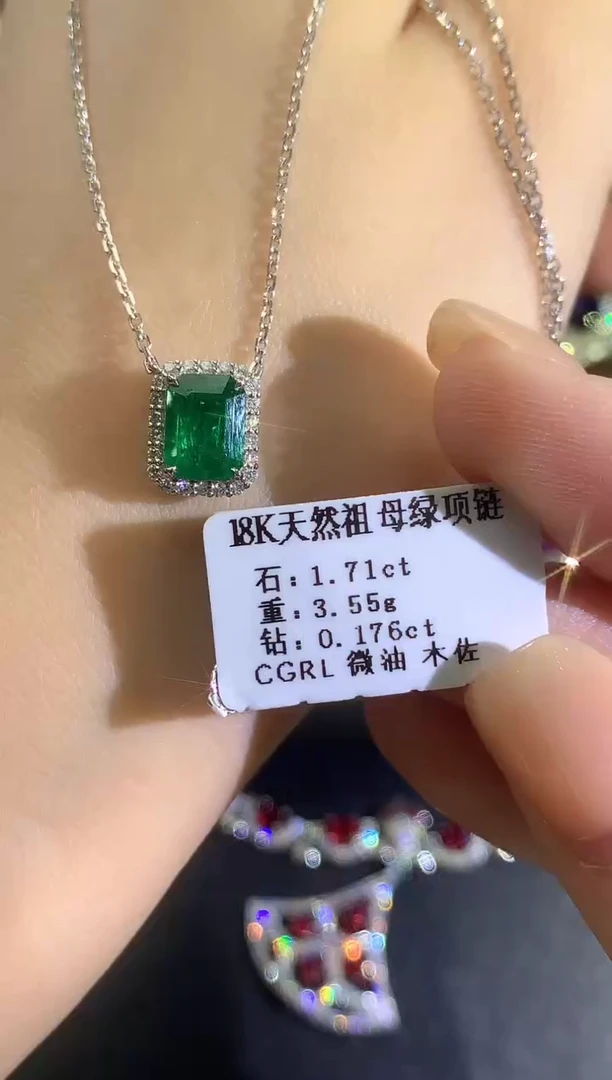 18K天然祖母绿项链
石：1.71ct
重：3.55g
钻：0.176ct
CGRL 微油 木佐